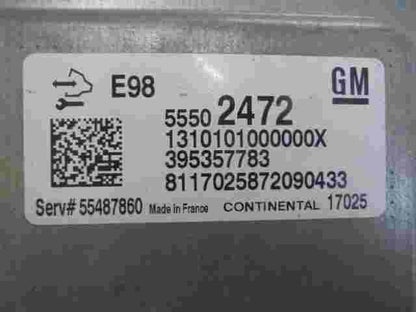 E98
GM
5550 2472
1310101000000X
395357783
8117025872090433
Serv# 55487860 Made in France CONTINENTAL 17025